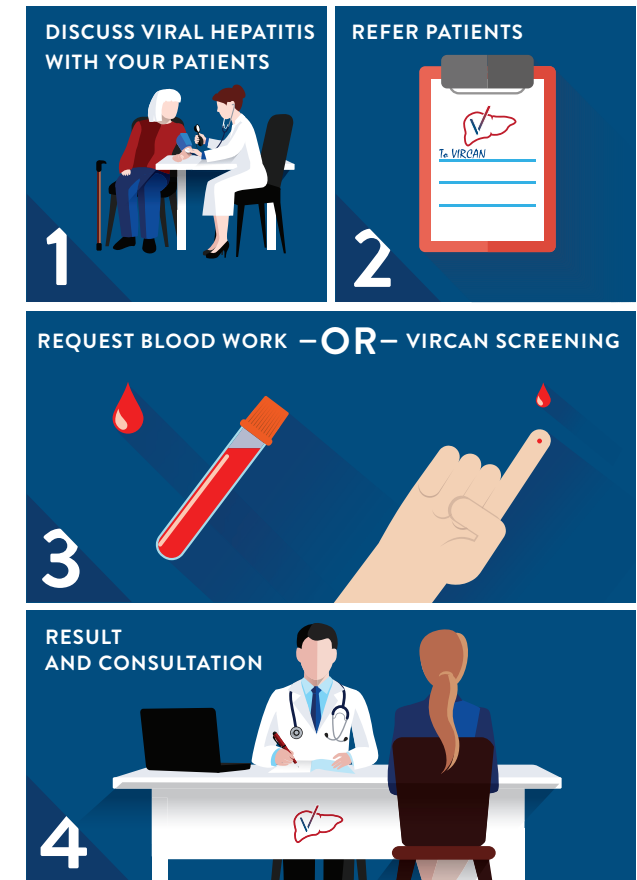 DISCUSS VIRAL HEPATITIS
WITH YOUR PATIENTS
1
REFER PATIENTS
To VIRCAN
2
REQUEST BLOOD WORK —OR— VIRCAN SCREENING
3
RESULT
AND CONSULTATION
4